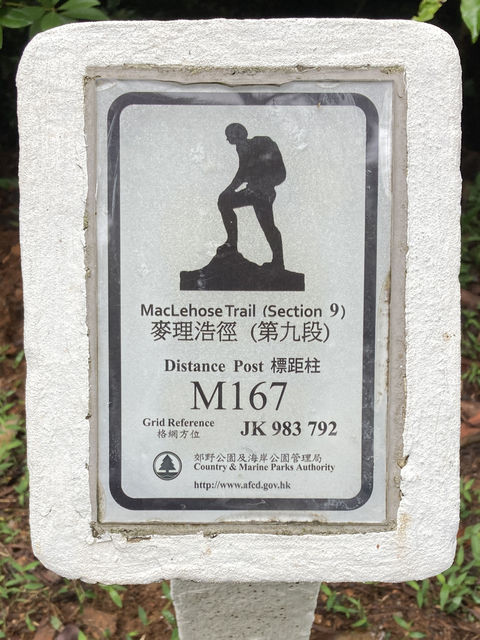 MacLehose Trail (Section 9)
麥理浩徑 (第九段)
Distance Post 標距柱
M167
Grid Reference JK 983 792
格網方位
郊野公園及海岸公園管理局
Country & Marine Parks Authority
http://www.afcd.gov.hk